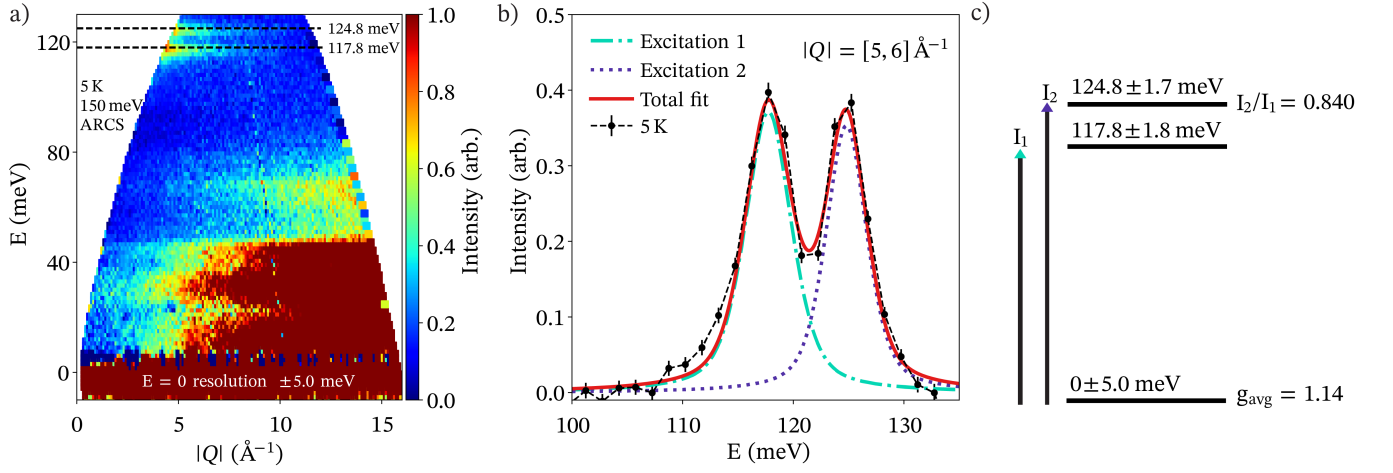 a)
124.8 meV
117.8 meV
5 K
150 meV
ARCS
E = 0 resolution ±5.0 meV
120
80
40
0
E (meV)
0
5
10
15
|Q| (Å⁻¹)
1.0
0.8
0.6
0.4
0.2
0.0
Intensity (arb.)
b)
Excitation 1
Excitation 2
Total fit
5 K
|Q| = [5, 6] Å⁻¹
0.5
0.4
0.3
0.2
0.1
0.0
Intensity (arb.)
100
110
120
130
E (meV)
c)
I₁
I₂
124.8 ± 1.7 meV
I₂/I₁ = 0.840
117.8 ± 1.8 meV
0 ± 5.0 meV
gavg = 1.14